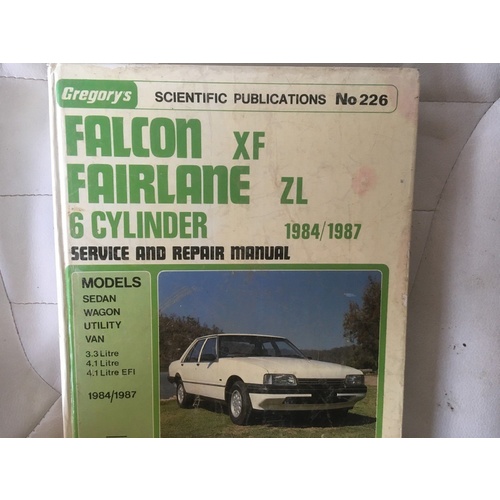 Gregory's SCIENTIFIC PUBLICATIONS No 226
FALCON XF
FAIRLANE ZL
6 CYLINDER 1984/1987
SERVICE AND REPAIR MANUAL
MODELS
SEDAN
WAGON
UTILITY
VAN
3.3 Litre
4.1 Litre
4.1 Litre EFI
1984/1987